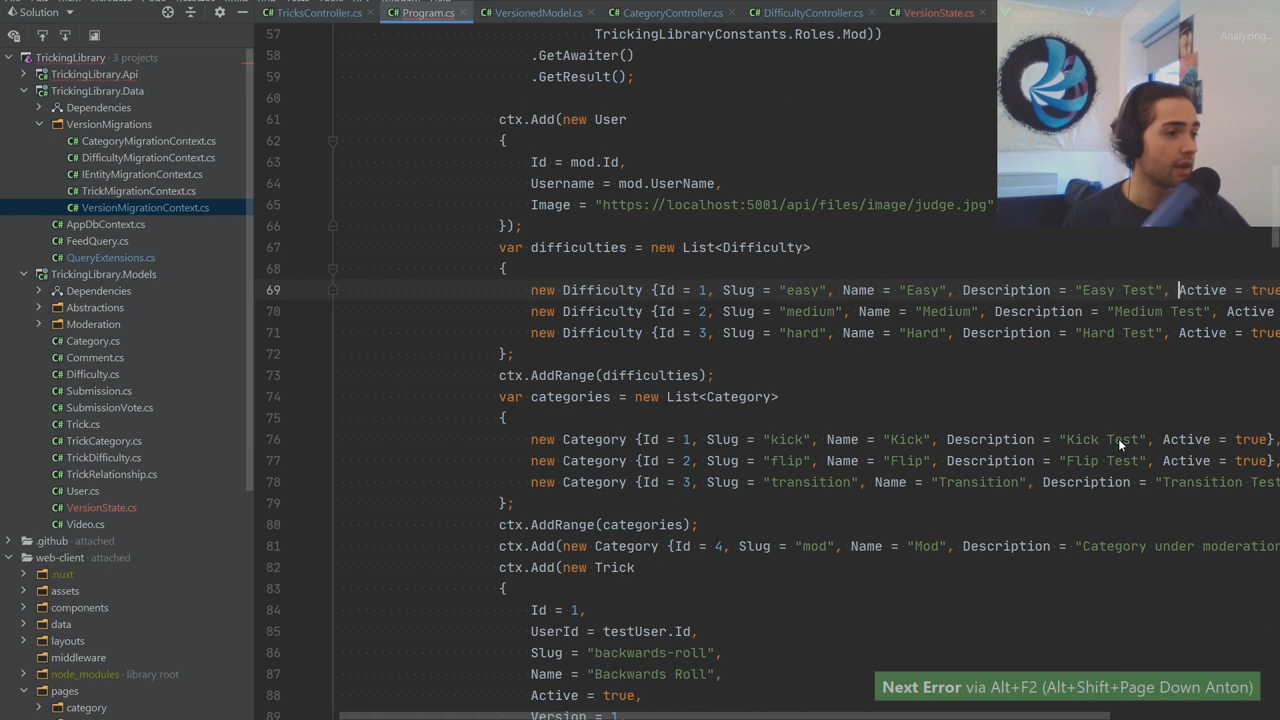 Solution
TricksController.cs
Program.cs
VersionedModel.cs
CategoryController.cs
DifficultyController.cs
VersionState.cs
Analyzing...
TrickingLibrary · 3 projects
TrickingLibrary.Api
TrickingLibrary.Data
Dependencies
VersionMigrations
C# CategoryMigrationContext.cs
C# DifficultyMigrationContext.cs
C# IEntityMigrationContext.cs
C# TrickMigrationContext.cs
C# VersionMigrationContext.cs
C# AppDbContext.cs
C# FeedQuery.cs
C# QueryExtensions.cs
TrickingLibrary.Models
Dependencies
Abstractions
Moderation
C# Category.cs
C# Comment.cs
C# Difficulty.cs
C# Submission.cs
C# SubmissionVote.cs
C# Trick.cs
C# TrickCategory.cs
C# TrickDifficulty.cs
C# TrickRelationship.cs
C# User.cs
C# VersionState.cs
C# Video.cs
.github attached
web-client attached
.nuxt
assets
components
data
layouts
middleware
node_modules library root
pages
category
57 TrickingLibraryConstants.Roles.Mod))
58 .GetAwaiter()
59 .GetResult();
60
61 ctx.Add(new User
62 {
63 Id = mod.Id,
64 Username = mod.UserName,
65 Image = "https://localhost:5001/api/files/image/judge.jpg",
66 });
67 var difficulties = new List<Difficulty>
68 {
69 new Difficulty {Id = 1, Slug = "easy", Name = "Easy", Description = "Easy Test", Active = true
70 new Difficulty {Id = 2, Slug = "medium", Name = "Medium", Description = "Medium Test", Active
71 new Difficulty {Id = 3, Slug = "hard", Name = "Hard", Description = "Hard Test", Active = true
72 };
73 ctx.AddRange(difficulties);
74 var categories = new List<Category>
75 {
76 new Category {Id = 1, Slug = "kick", Name = "Kick", Description = "Kick Test", Active = true},
77 new Category {Id = 2, Slug = "flip", Name = "Flip", Description = "Flip Test", Active = true},
78 new Category {Id = 3, Slug = "transition", Name = "Transition", Description = "Transition Test
79 };
80 ctx.AddRange(categories);
81 ctx.Add(new Category {Id = 4, Slug = "mod", Name = "Mod", Description = "Category under moderation
82 ctx.Add(new Trick
83 {
84 Id = 1,
85 UserId = testUser.Id,
86 Slug = "backwards-roll",
87 Name = "Backwards Roll",
88 Active = true,
89 Version = 1,
Next Error via Alt+F2 (Alt+Shift+Page Down Anton)